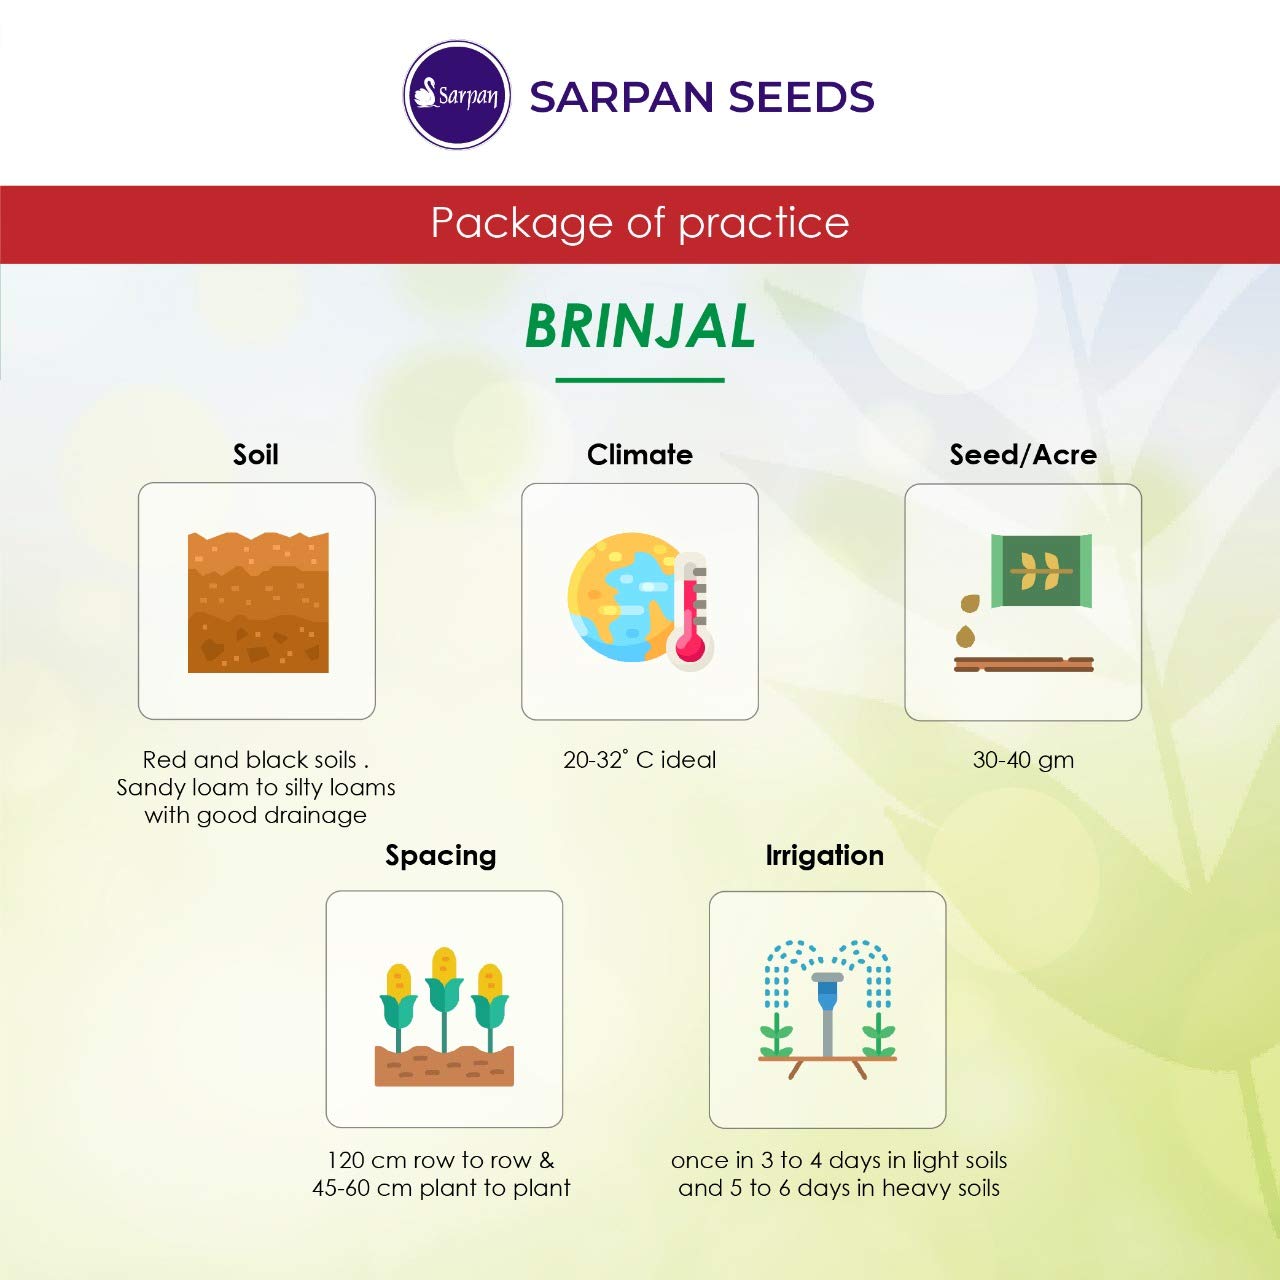 Sarpan
SARPAN SEEDS
Package of practice
BRINJAL
Soil
Climate
Seed/Acre
Red and black soils .
Sandy loam to silty loams
with good drainage
20-32° C ideal
30-40 gm
Spacing
Irrigation
120 cm row to row &
45-60 cm plant to plant
once in 3 to 4 days in light soils
and 5 to 6 days in heavy soils